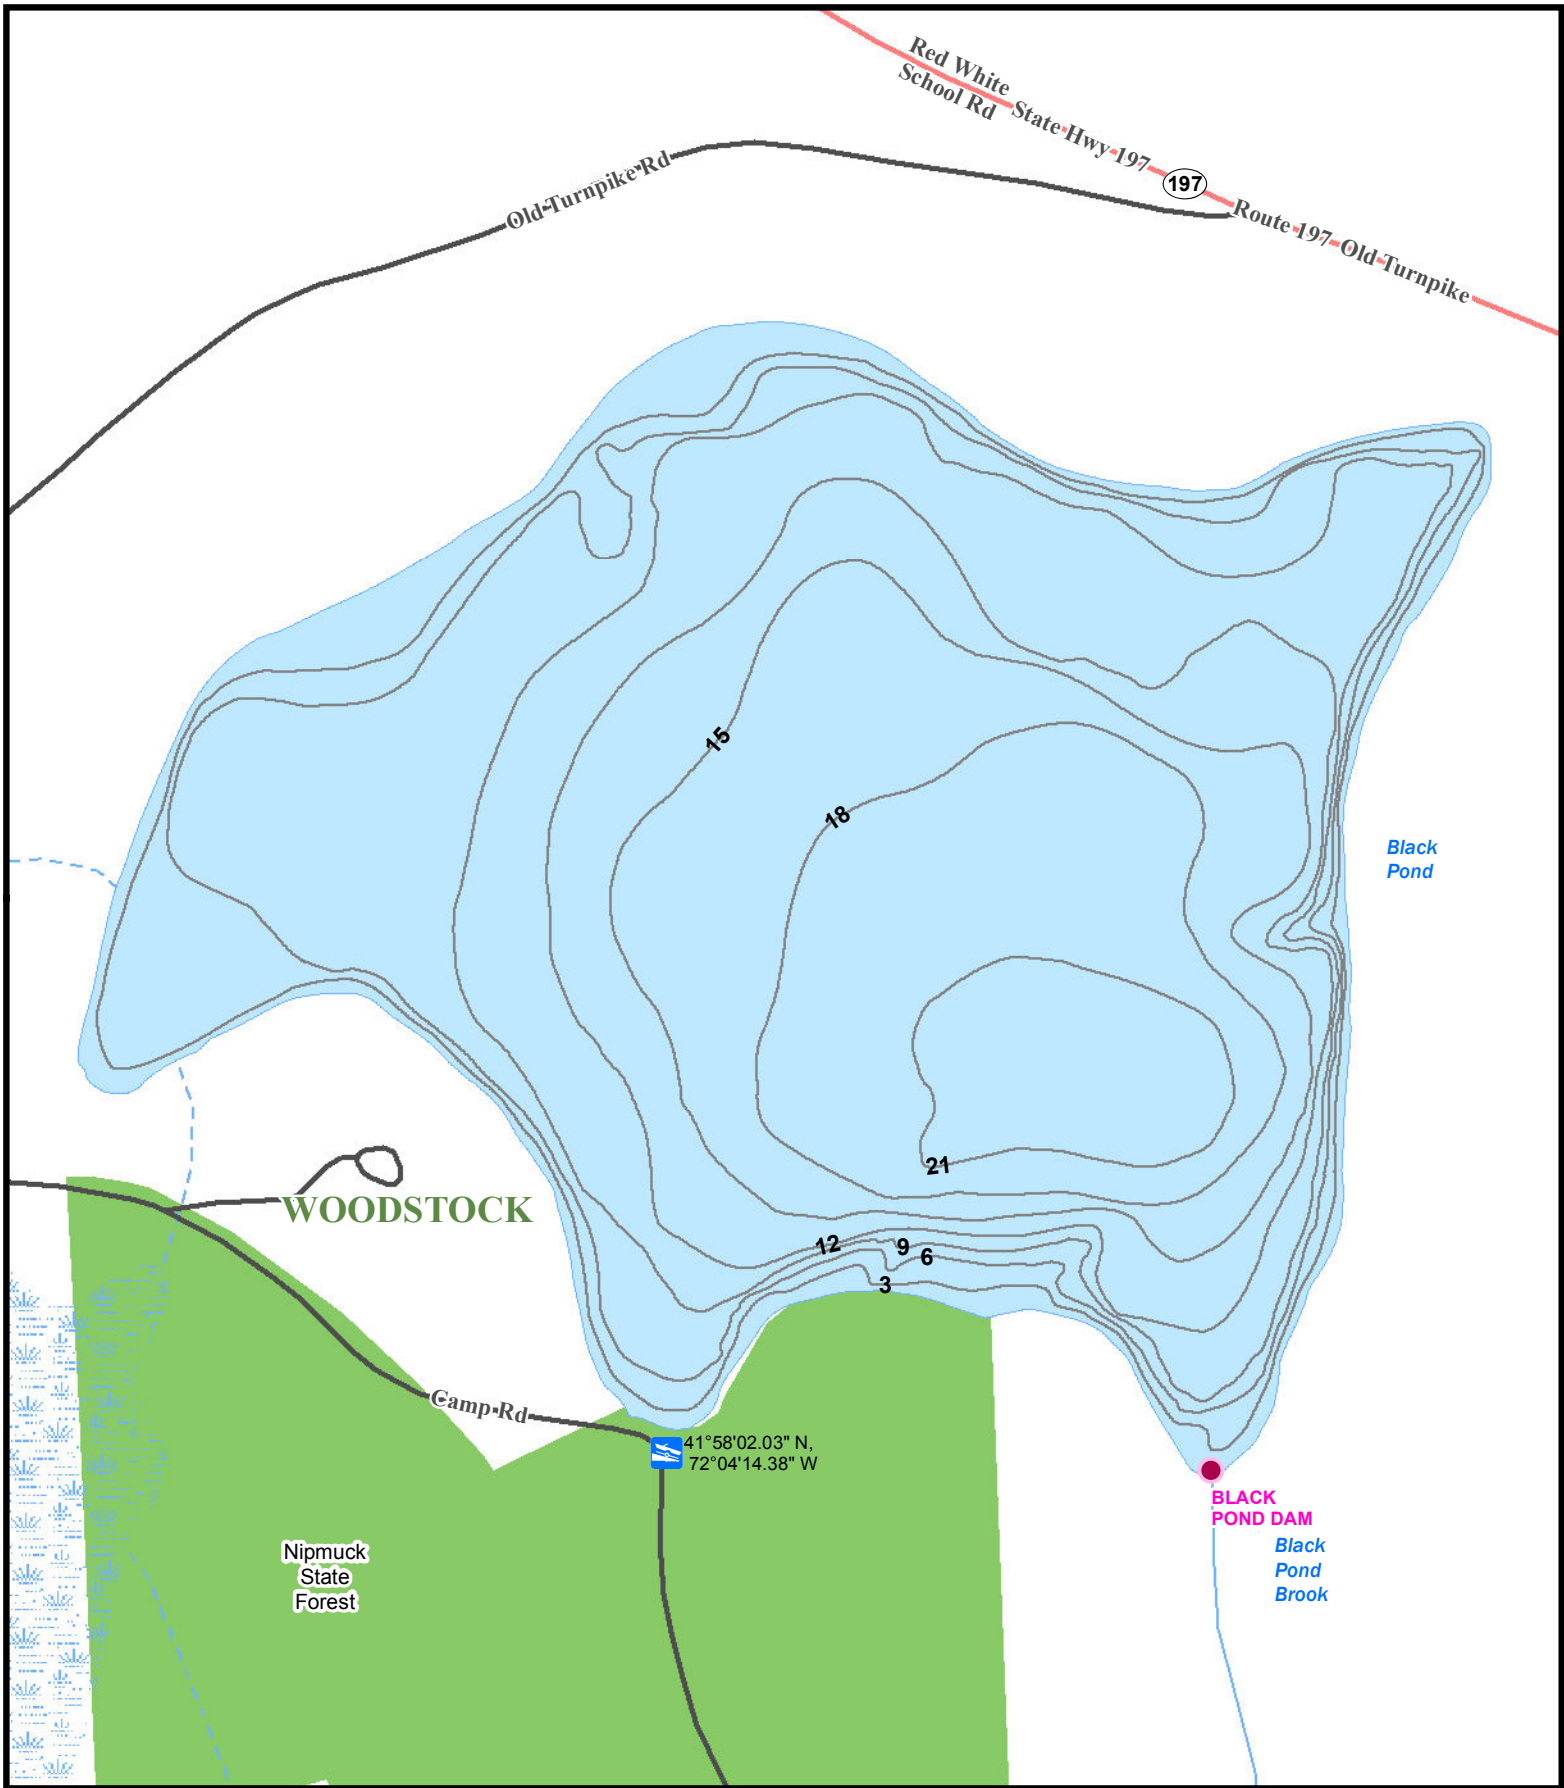 Red White
School Rd
State Hwy 197
197
Old Turnpike Rd
Route 197 Old Turnpike
15
18
Black
Pond
21
WOODSTOCK
12
9
6
3
Camp Rd
41°58'02.03" N,
72°04'14.38" W
BLACK
POND DAM
Black
Pond
Brook
Nipmuck
State
Forest